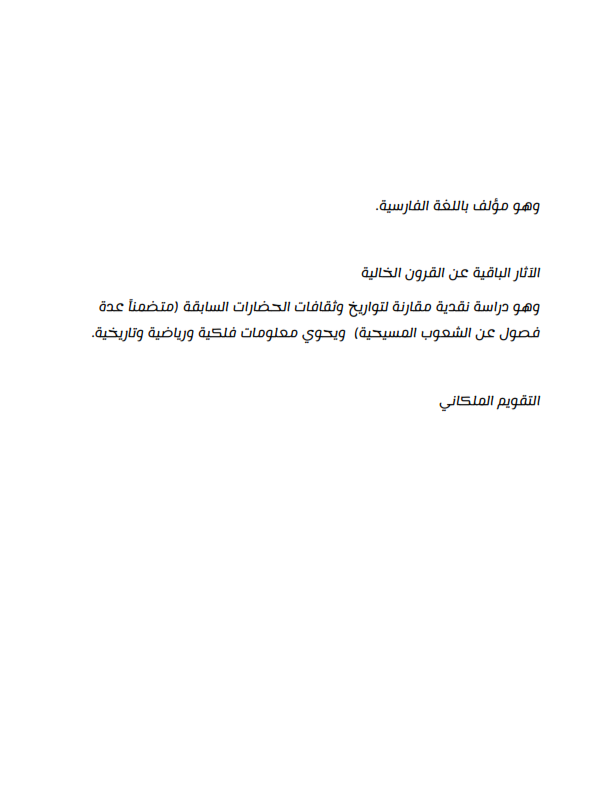 وهو مؤلف باللغة الفارسية.
الآثار الباقية عن القرون الخالية
وهو دراسة نقدية مقارنة لتواريخ وثقافات الحضارات السابقة (متضمناً عدة
فصول عن الشعوب المسيحية) ويحوي معلومات فلكية ورياضية وتاريخية.
التقويم الملكاني